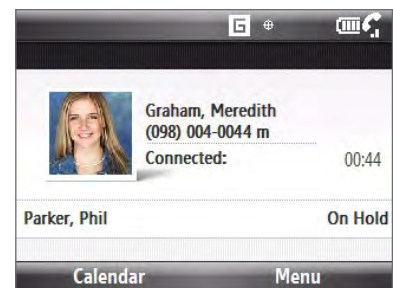 G
Graham, Meredith
(098) 004-0044 m
Connected: 00:44
Parker, Phil On Hold
Calendar Menu